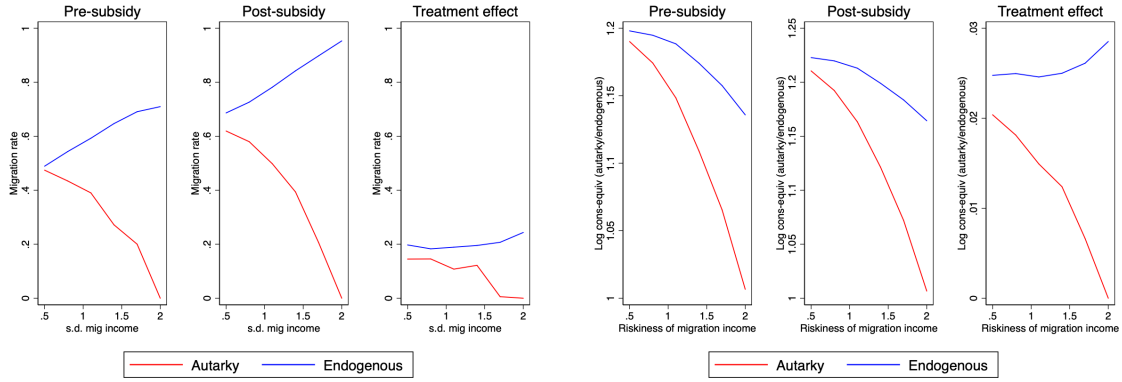 Pre-subsidy
Migration rate
0 .2 .4 .6 .8 1
.5 1 1.5 2
s.d. mig income
Post-subsidy
Migration rate
0 .2 .4 .6 .8 1
.5 1 1.5 2
s.d. mig income
Treatment effect
Migration rate
0 .2 .4 .6 .8 1
.5 1 1.5 2
s.d. mig income
Autarky Endogenous
Pre-subsidy
Log cons-equiv (autarky/endogenous)
1 1.05 1.1 1.15 1.2
.5 1 1.5 2
Riskiness of migration income
Post-subsidy
Log cons-equiv (autarky/endogenous)
1 1.05 1.1 1.15 1.2 1.25
.5 1 1.5 2
Riskiness of migration income
Treatment effect
Log cons-equiv (autarky/endogenous)
0 .01 .02 .03
.5 1 1.5 2
Riskiness of migration income
Autarky Endogenous